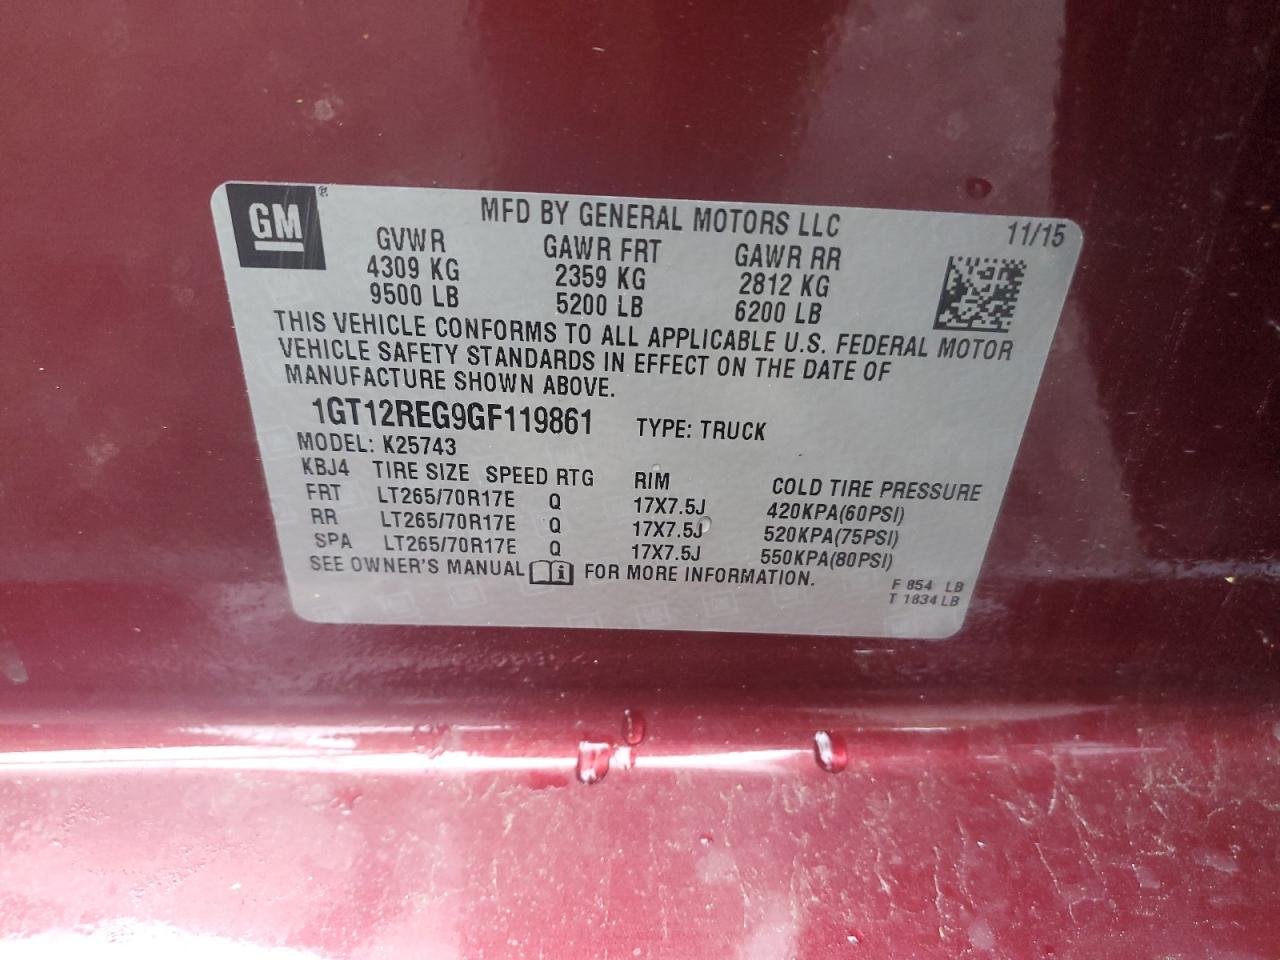 GM ®
MFD BY GENERAL MOTORS LLC 11/15
GVWR GAWR FRT GAWR RR
4309 KG 2359 KG 2812 KG
9500 LB 5200 LB 6200 LB
THIS VEHICLE CONFORMS TO ALL APPLICABLE U.S. FEDERAL MOTOR
VEHICLE SAFETY STANDARDS IN EFFECT ON THE DATE OF
MANUFACTURE SHOWN ABOVE.
1GT12REG9GF119861 TYPE: TRUCK
MODEL: K25743
KBJ4 TIRE SIZE SPEED RTG RIM COLD TIRE PRESSURE
FRT LT265/70R17E Q 17X7.5J 420KPA(60PSI)
RR LT265/70R17E Q 17X7.5J 520KPA(75PSI)
SPA LT265/70R17E Q 17X7.5J 550KPA(80PSI)
SEE OWNER'S MANUAL i FOR MORE INFORMATION.
F 854 LB
T 1834 LB